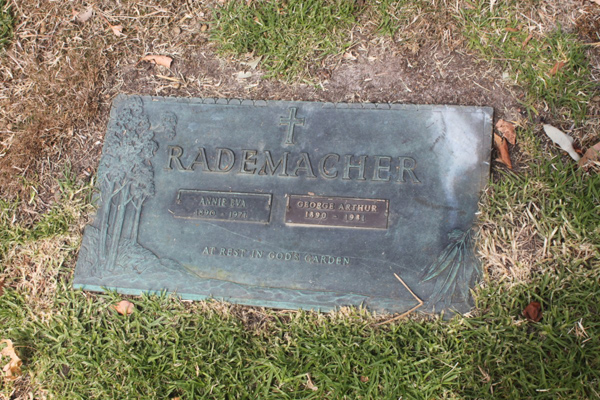 RADEMACHER
ANNIE EVA
GEORGE ARTHUR
AT REST IN GOD'S GARDEN